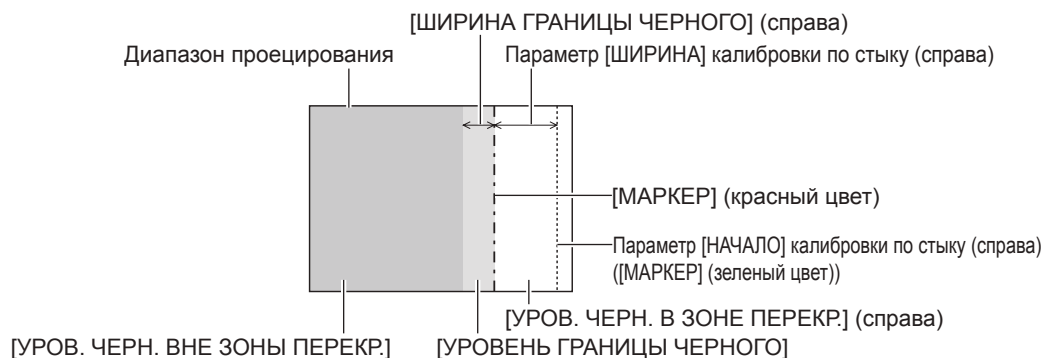 [ШИРИНА ГРАНИЦЫ ЧЕРНОГО] (справа)
Диапазон проецирования
Параметр [ШИРИНА] калибровки по стыку (справа)
[МАРКЕР] (красный цвет)
Параметр [НАЧАЛО] калибровки по стыку (справа)
([МАРКЕР] (зеленый цвет))
[УРОВ. ЧЕРН. В ЗОНЕ ПЕРЕКР.] (справа)
[УРОВ. ЧЕРН. ВНЕ ЗОНЫ ПЕРЕКР.]
[УРОВЕНЬ ГРАНИЦЫ ЧЕРНОГО]